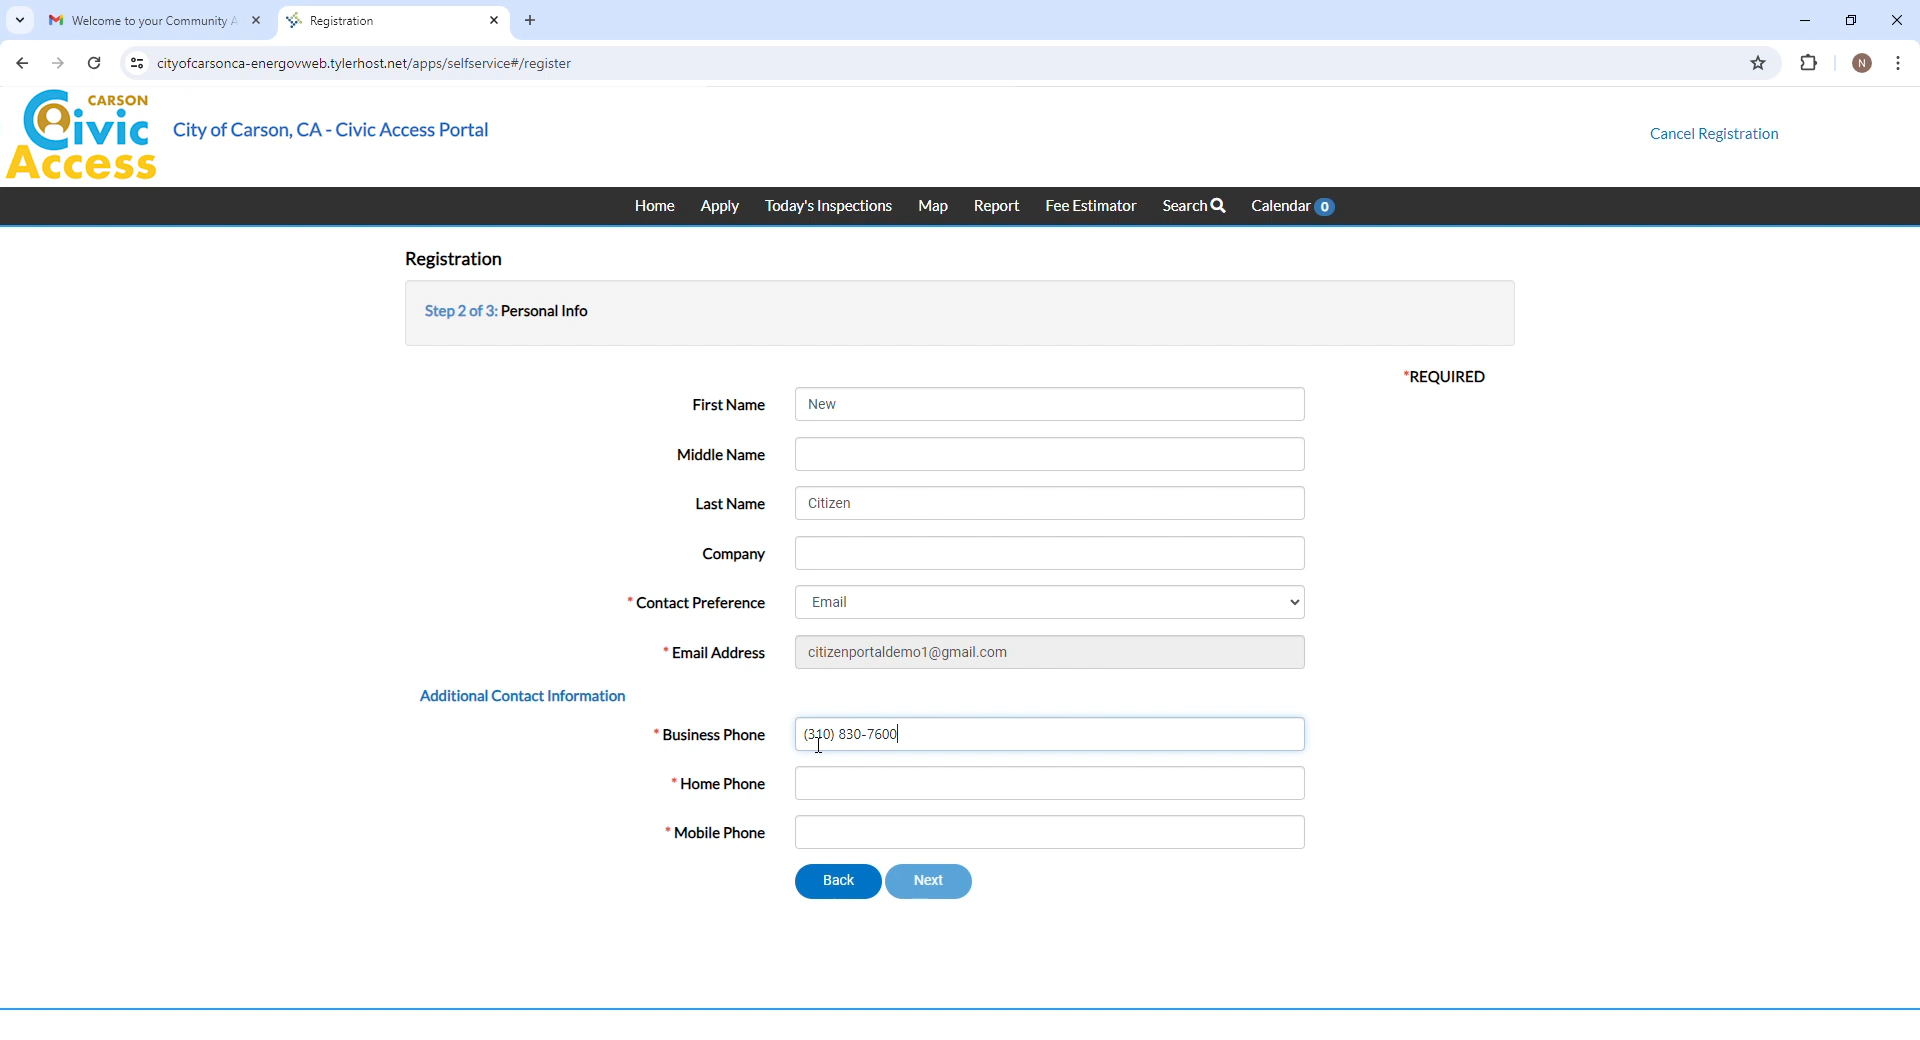 Welcome to your Community A
Registration
cityofcarsonca-energovweb.tylerhost.net/apps/selfservice#/register
N
CARSON
Civic
Access
City of Carson, CA - Civic Access Portal
Cancel Registration
Home Apply Today's Inspections Map Report Fee Estimator Search Calendar 0
Registration
Step 2 of 3: Personal Info
*REQUIRED
First Name New
Middle Name
Last Name Citizen
Company
* Contact Preference Email
* Email Address citizenportaldemo1@gmail.com
Additional Contact Information
* Business Phone (310) 830-7600
* Home Phone
* Mobile Phone
Back Next